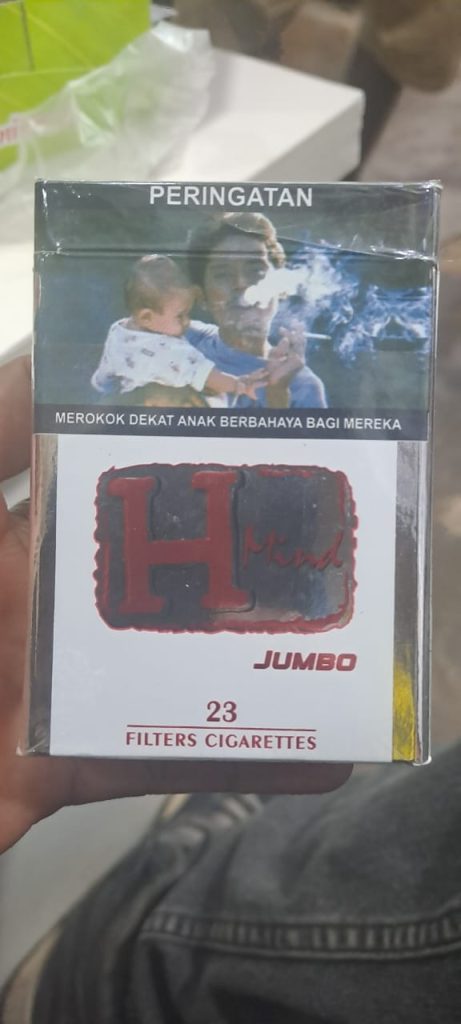 PERINGATAN
MEROKOK DEKAT ANAK BERBAHAYA BAGI MEREKA
H Mind
JUMBO
23
FILTERS CIGARETTES